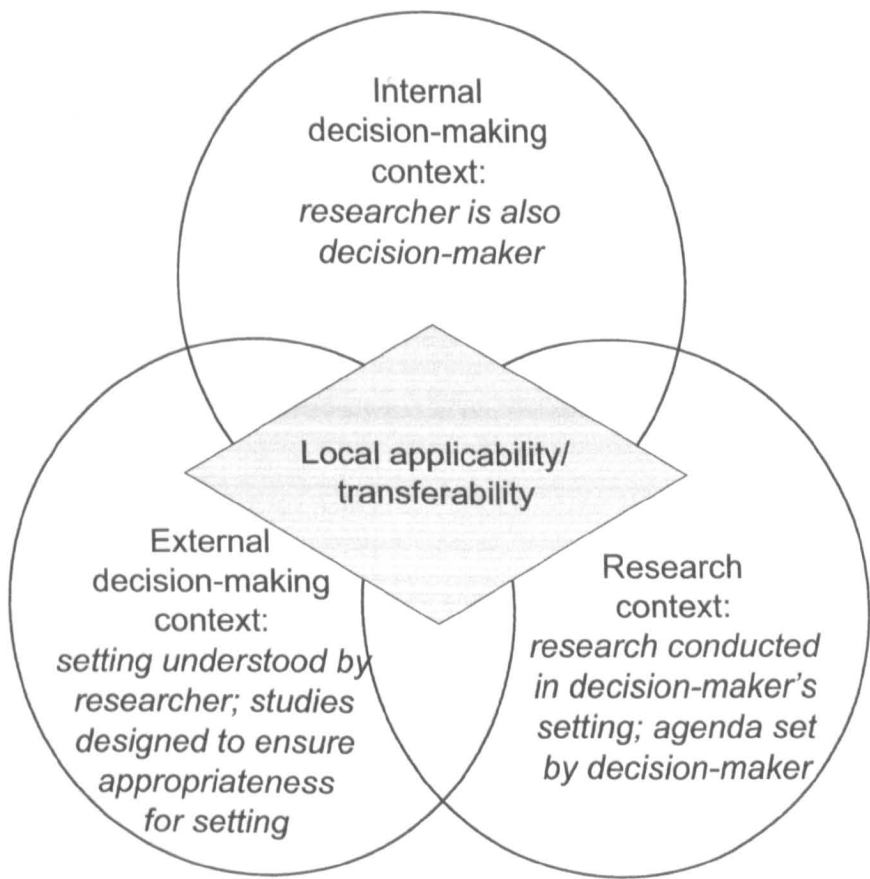 Internal
decision-making
context:
researcher is also
decision-maker
Local applicability/
transferability
External
decision-making
context:
setting understood by
researcher; studies
designed to ensure
appropriateness
for setting
Research
context:
research conducted
in decision-maker's
setting; agenda set
by decision-maker